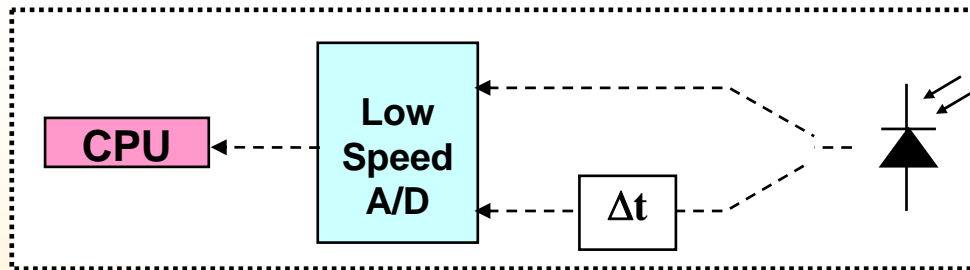 CPU
Low
Speed
A/D
Δt